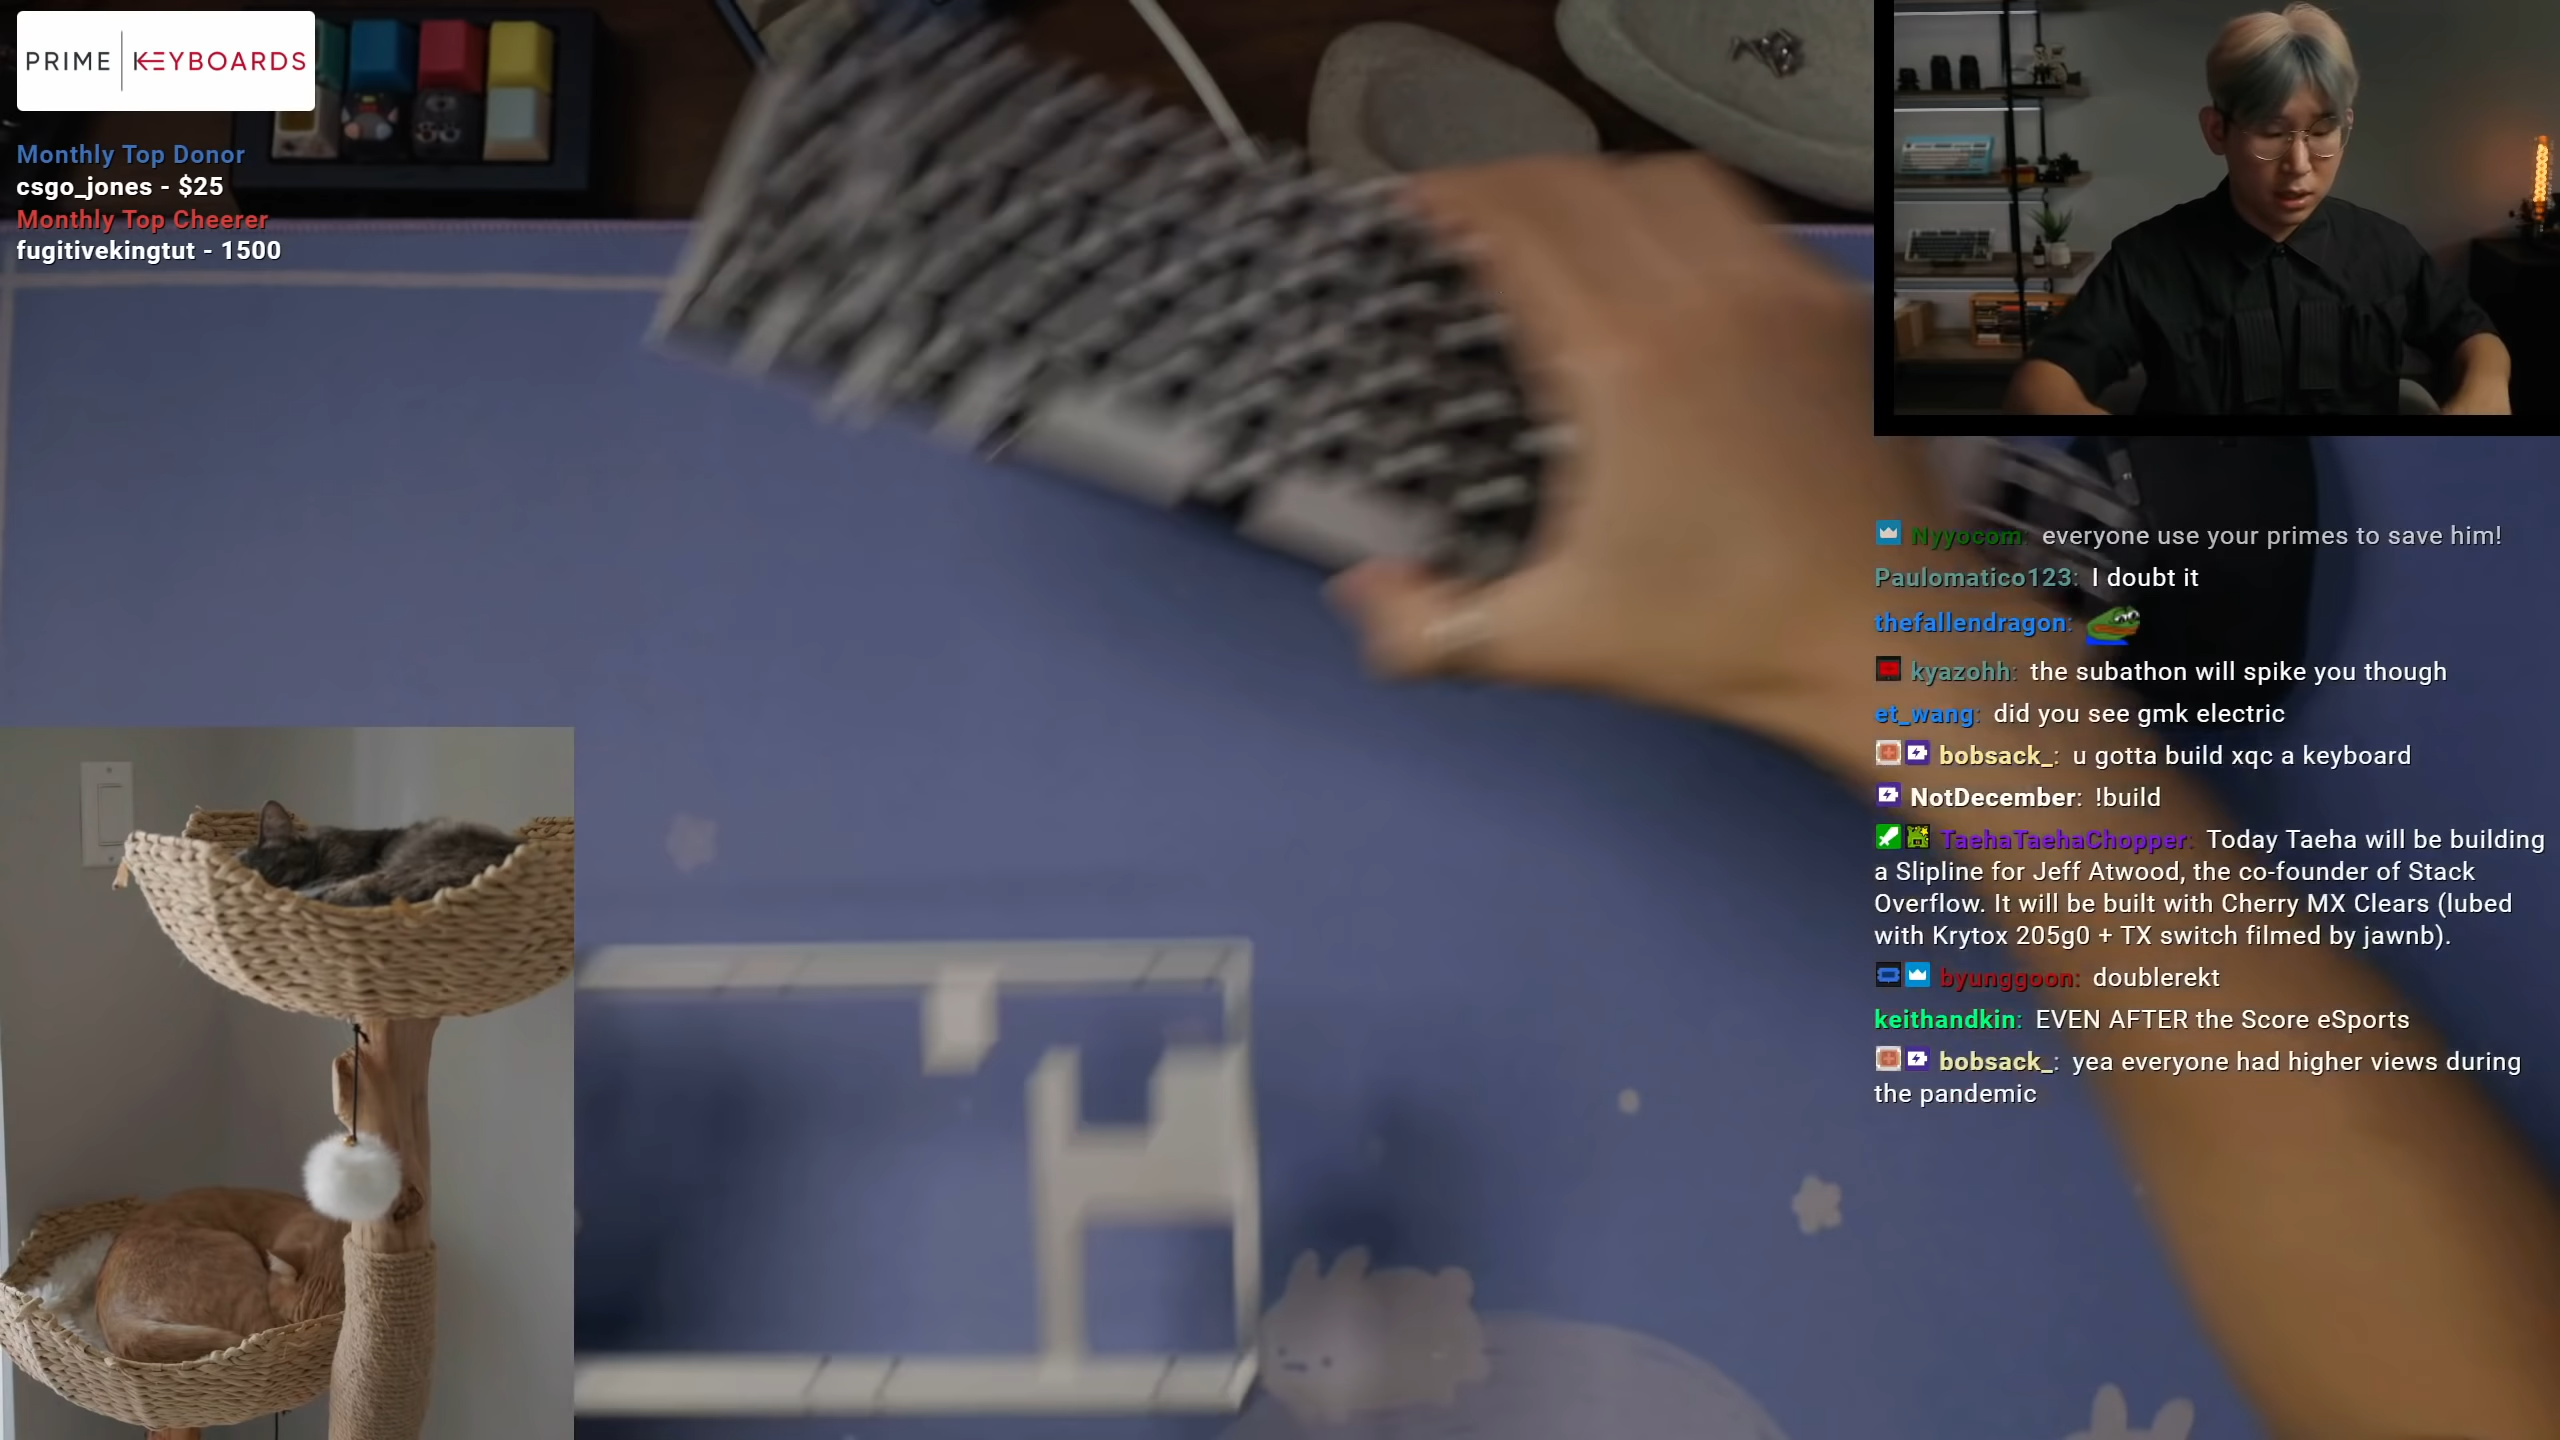 PRIME | KEYBOARDS
Monthly Top Donor
csgo_jones - $25
Monthly Top Cheerer
fugitivekingtut - 1500
Nyyocom: everyone use your primes to save him!
Paulomatico123: I doubt it
thefallendragon:
kyazohh: the subathon will spike you though
et_wang: did you see gmk electric
bobsack_: u gotta build xqc a keyboard
NotDecember: !build
TaehaTaehaChopper: Today Taeha will be building
a Slipline for Jeff Atwood, the co-founder of Stack
Overflow. It will be built with Cherry MX Clears (lubed
with Krytox 205g0 + TX switch filmed by jawnb).
byunggoon: doublerekt
keithandkin: EVEN AFTER the Score eSports
bobsack_: yea everyone had higher views during
the pandemic